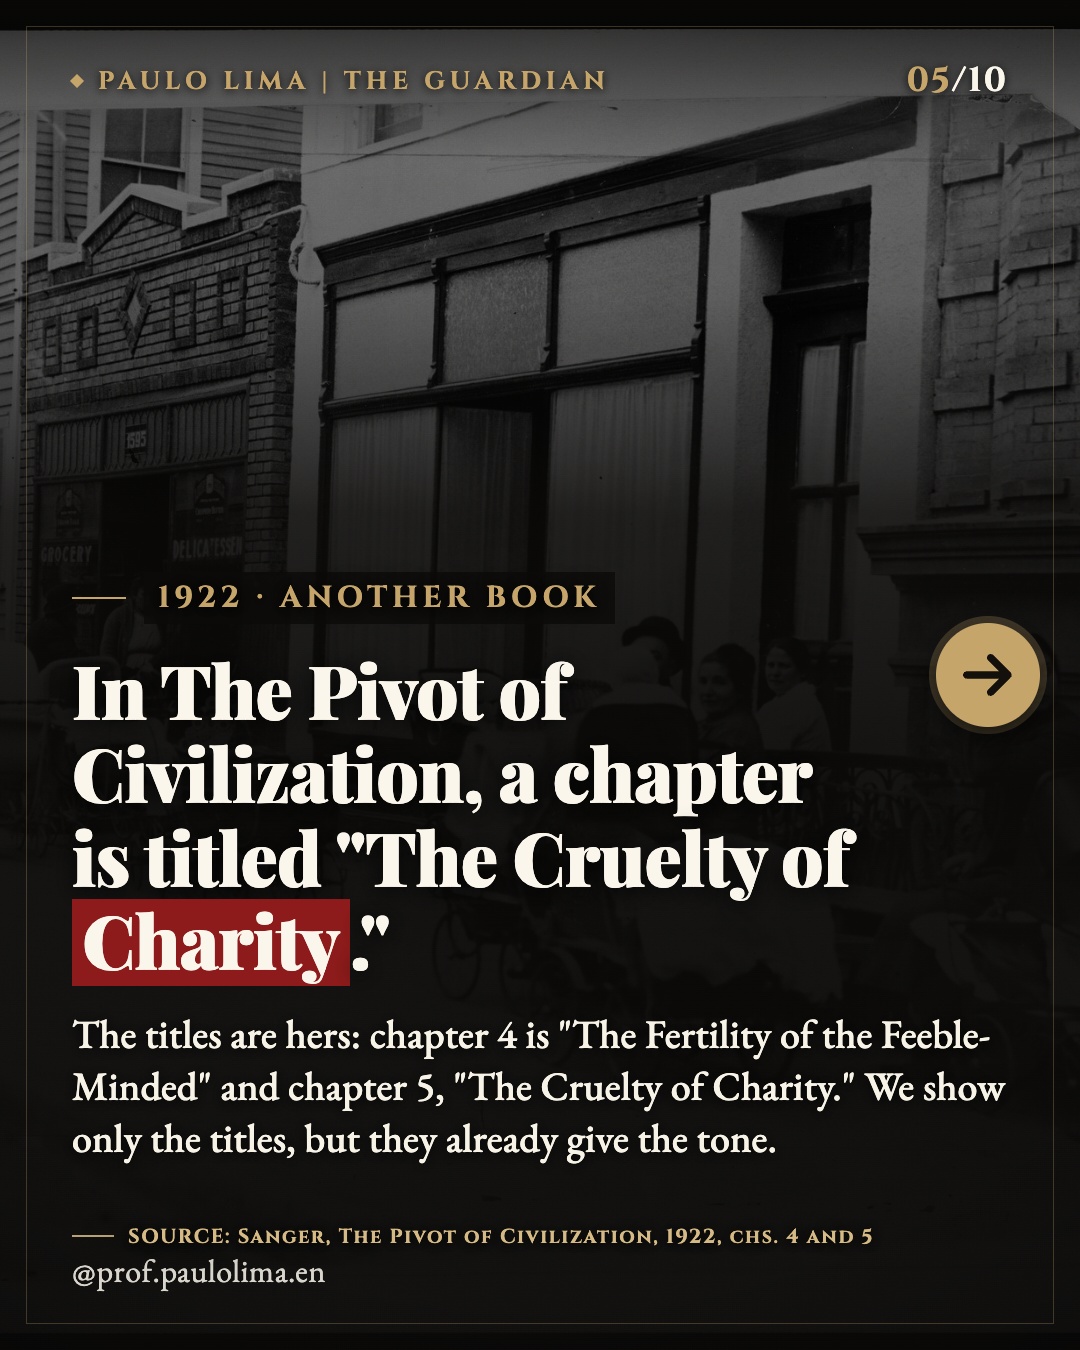 ◆ PAULO LIMA | THE GUARDIAN
05/10
1595
GROCERY
DELICATESSEN
1922 · ANOTHER BOOK
In The Pivot of
Civilization, a chapter
is titled "The Cruelty of
Charity."
The titles are hers: chapter 4 is "The Fertility of the Feeble-
Minded" and chapter 5, "The Cruelty of Charity." We show
only the titles, but they already give the tone.
SOURCE: Sanger, The Pivot of Civilization, 1922, chs. 4 and 5
@prof.paulolima.en